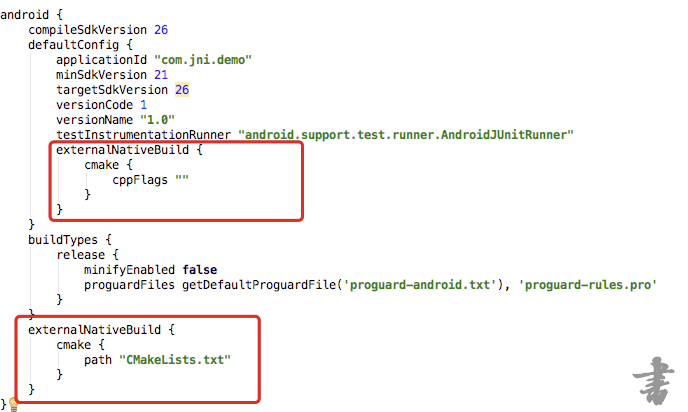 android {
    compileSdkVersion 26
    defaultConfig {
        applicationId "com.jni.demo"
        minSdkVersion 21
        targetSdkVersion 26
        versionCode 1
        versionName "1.0"
        testInstrumentationRunner "android.support.test.runner.AndroidJUnitRunner"
        externalNativeBuild {
            cmake {
                cppFlags ""
            }
        }
    }
    buildTypes {
        release {
            minifyEnabled false
            proguardFiles getDefaultProguardFile('proguard-android.txt'), 'proguard-rules.pro'
        }
    }
    externalNativeBuild {
        cmake {
            path "CMakeLists.txt"
        }
    }
}
書